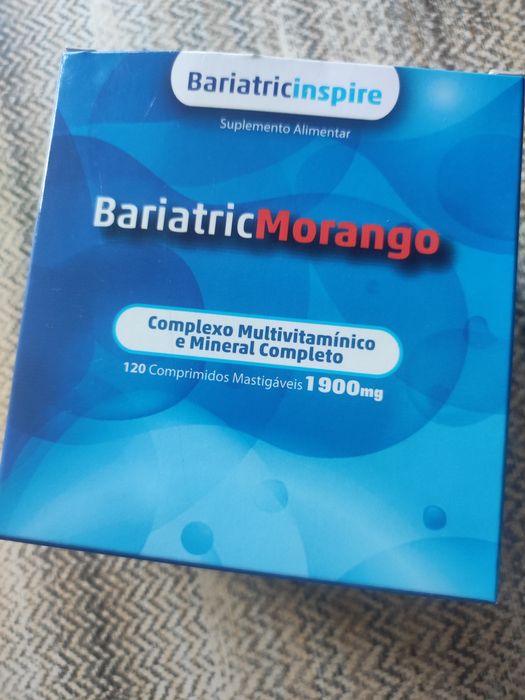 Bariatricinspire
Suplemento Alimentar
BariatricMorango
Complexo Multivitamínico
e Mineral Completo
120 Comprimidos Mastigáveis 1900mg